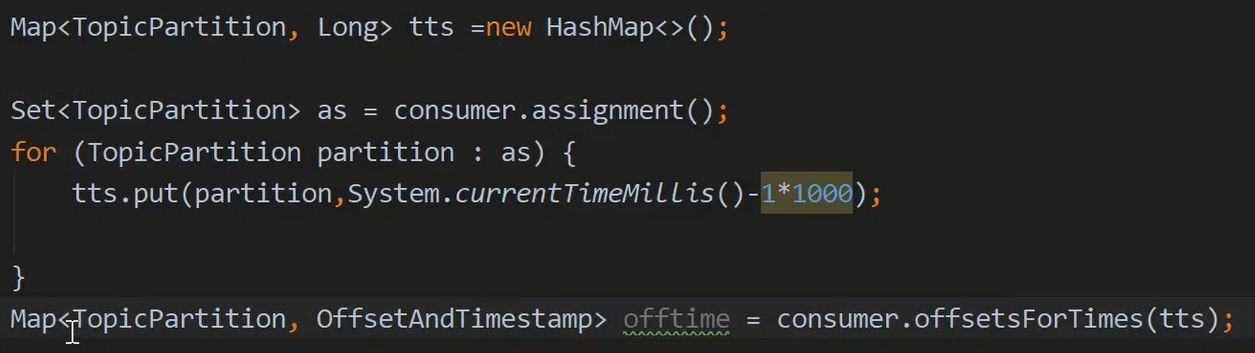 Map<TopicPartition, Long> tts =new HashMap<>();
Set<TopicPartition> as = consumer.assignment();
for (TopicPartition partition : as) {
tts.put(partition,System.currentTimeMillis()-1*1000);
}
Map<TopicPartition, OffsetAndTimestamp> offtime = consumer.offsetsForTimes(tts);